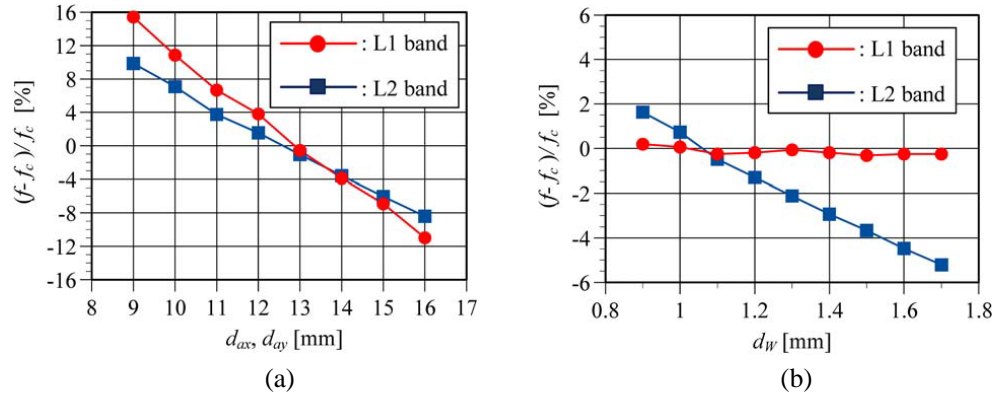 16
12
8
4
0
-4
-8
-12
-16
(f- fc )/ fc [%]
: L1 band
: L2 band
8 9 10 11 12 13 14 15 16 17
dax, day [mm]
(a)
6
4
2
0
-2
-4
-6
(f- fc )/ fc [%]
: L1 band
: L2 band
0.8 1 1.2 1.4 1.6 1.8
dW [mm]
(b)